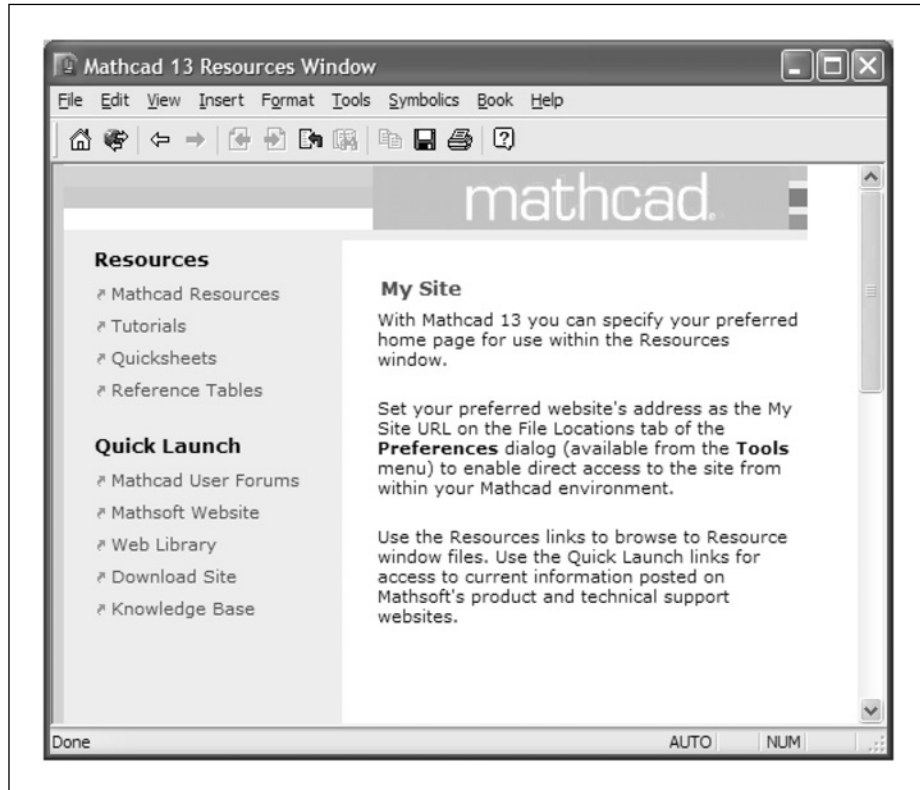 Mathcad 13 Resources Window
File Edit View Insert Format Tools Symbolics Book Help
mathcad.
Resources
Mathcad Resources
Tutorials
Quicksheets
Reference Tables
Quick Launch
Mathcad User Forums
Mathsoft Website
Web Library
Download Site
Knowledge Base
My Site
With Mathcad 13 you can specify your preferred
home page for use within the Resources
window.
Set your preferred website's address as the My
Site URL on the File Locations tab of the
Preferences dialog (available from the Tools
menu) to enable direct access to the site from
within your Mathcad environment.
Use the Resources links to browse to Resource
window files. Use the Quick Launch links for
access to current information posted on
Mathsoft's product and technical support
websites.
Done AUTO NUM